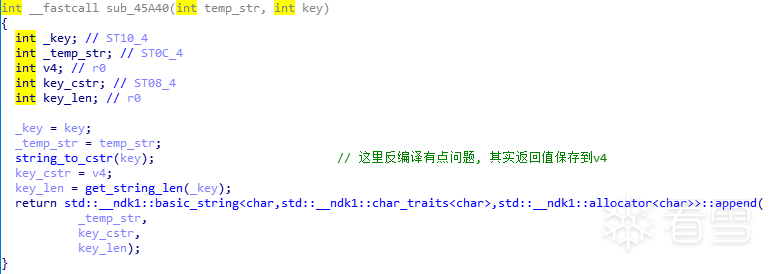 int __fastcall sub_45A40(int temp_str, int key)
{
int _key; // ST10_4
int _temp_str; // ST0C_4
int v4; // r0
int key_cstr; // ST08_4
int key_len; // r0
_key = key;
_temp_str = temp_str;
string_to_cstr(key); // 这里反编译有点问题, 其实返回值保存到v4
key_cstr = v4;
key_len = get_string_len(_key);
return std::__ndk1::basic_string<char,std::__ndk1::char_traits<char>,std::__ndk1::allocator<char>>::append(
_temp_str,
key_cstr,
key_len);
}
看雪